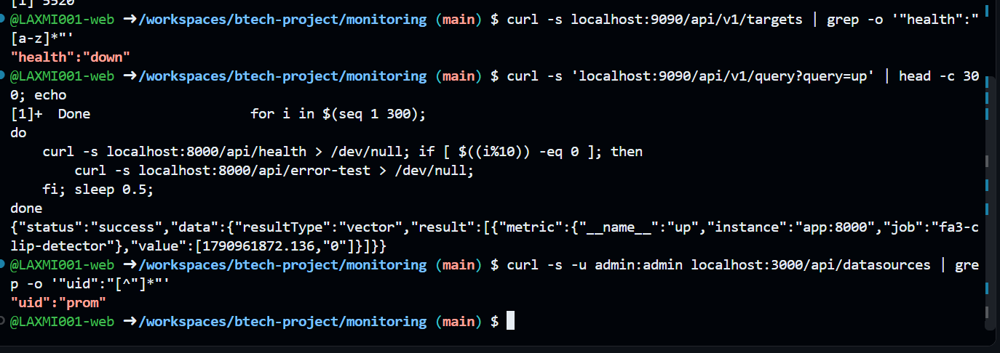 [1] 5520
@LAXMI001-web ➜/workspaces/btech-project/monitoring (main) $ curl -s localhost:9090/api/v1/targets | grep -o '"health":"
[a-z]*"'
"health":"down"
@LAXMI001-web ➜/workspaces/btech-project/monitoring (main) $ curl -s 'localhost:9090/api/v1/query?query=up' | head -c 30
0; echo
[1]+  Done                    for i in $(seq 1 300);
do
    curl -s localhost:8000/api/health > /dev/null; if [ $((i%10)) -eq 0 ]; then
        curl -s localhost:8000/api/error-test > /dev/null;
    fi; sleep 0.5;
done
{"status":"success","data":{"resultType":"vector","result":[{"metric":{"__name__":"up","instance":"app:8000","job":"fa3-c
lip-detector"},"value":[1790961872.136,"0"]}]}}
@LAXMI001-web ➜/workspaces/btech-project/monitoring (main) $ curl -s -u admin:admin localhost:3000/api/datasources | gre
p -o '"uid":"[^"]*"'
"uid":"prom"
@LAXMI001-web ➜/workspaces/btech-project/monitoring (main) $